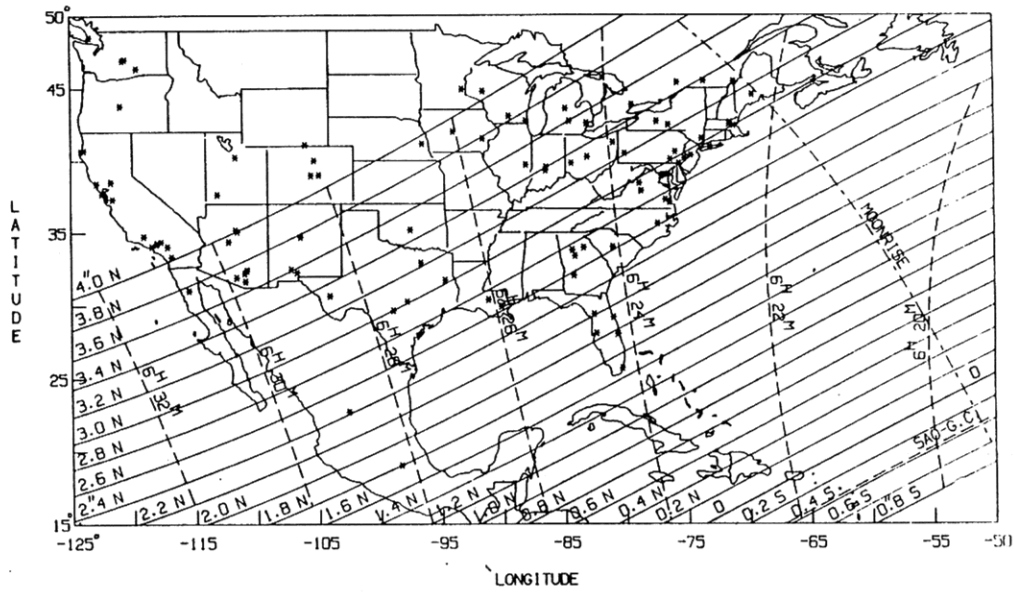 50°
45
35
25
15°
LATITUDE
4.0" N
3.8 N
3.6 N
3.4 N
3.2 N
3.0 N
2.8 N
2.6 N
2.4" N
2.2 N
2.0 N
1.8 N
1.6 N
1.4 N
1.2 N
1.0 N
0.8 N
0.6 N
0.4 N
0.2 N
0
0.2 S
0.4 S
0.6 S
0.8" S
6H 32M
6H 30M
6H 28M
6H 26M
6H 24M
6H 22M
6H 20M
MOONRISE
0
SAO-G.C.
-125° -115 -105 -95 -85 -75 -65 -55 -50
LONGITUDE